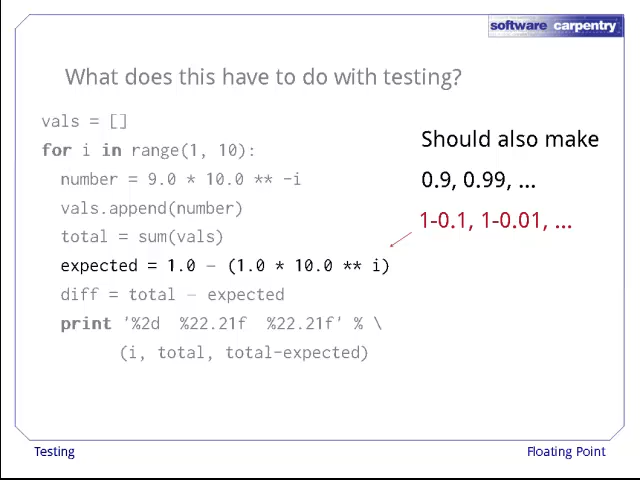 software carpentry
What does this have to do with testing?
vals = []
for i in range(1, 10):
number = 9.0 * 10.0 ** -i
vals.append(number)
total = sum(vals)
expected = 1.0 - (1.0 * 10.0 ** i)
diff = total - expected
print '%2d %22.21f %22.21f' % \
(i, total, total-expected)
Should also make
0.9, 0.99, ...
1-0.1, 1-0.01, ...
Testing
Floating Point